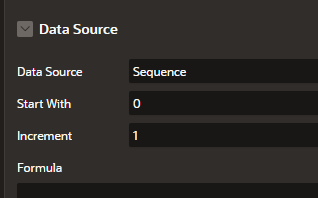 Data Source
Data Source Sequence
Start With 0
Increment 1
Formula